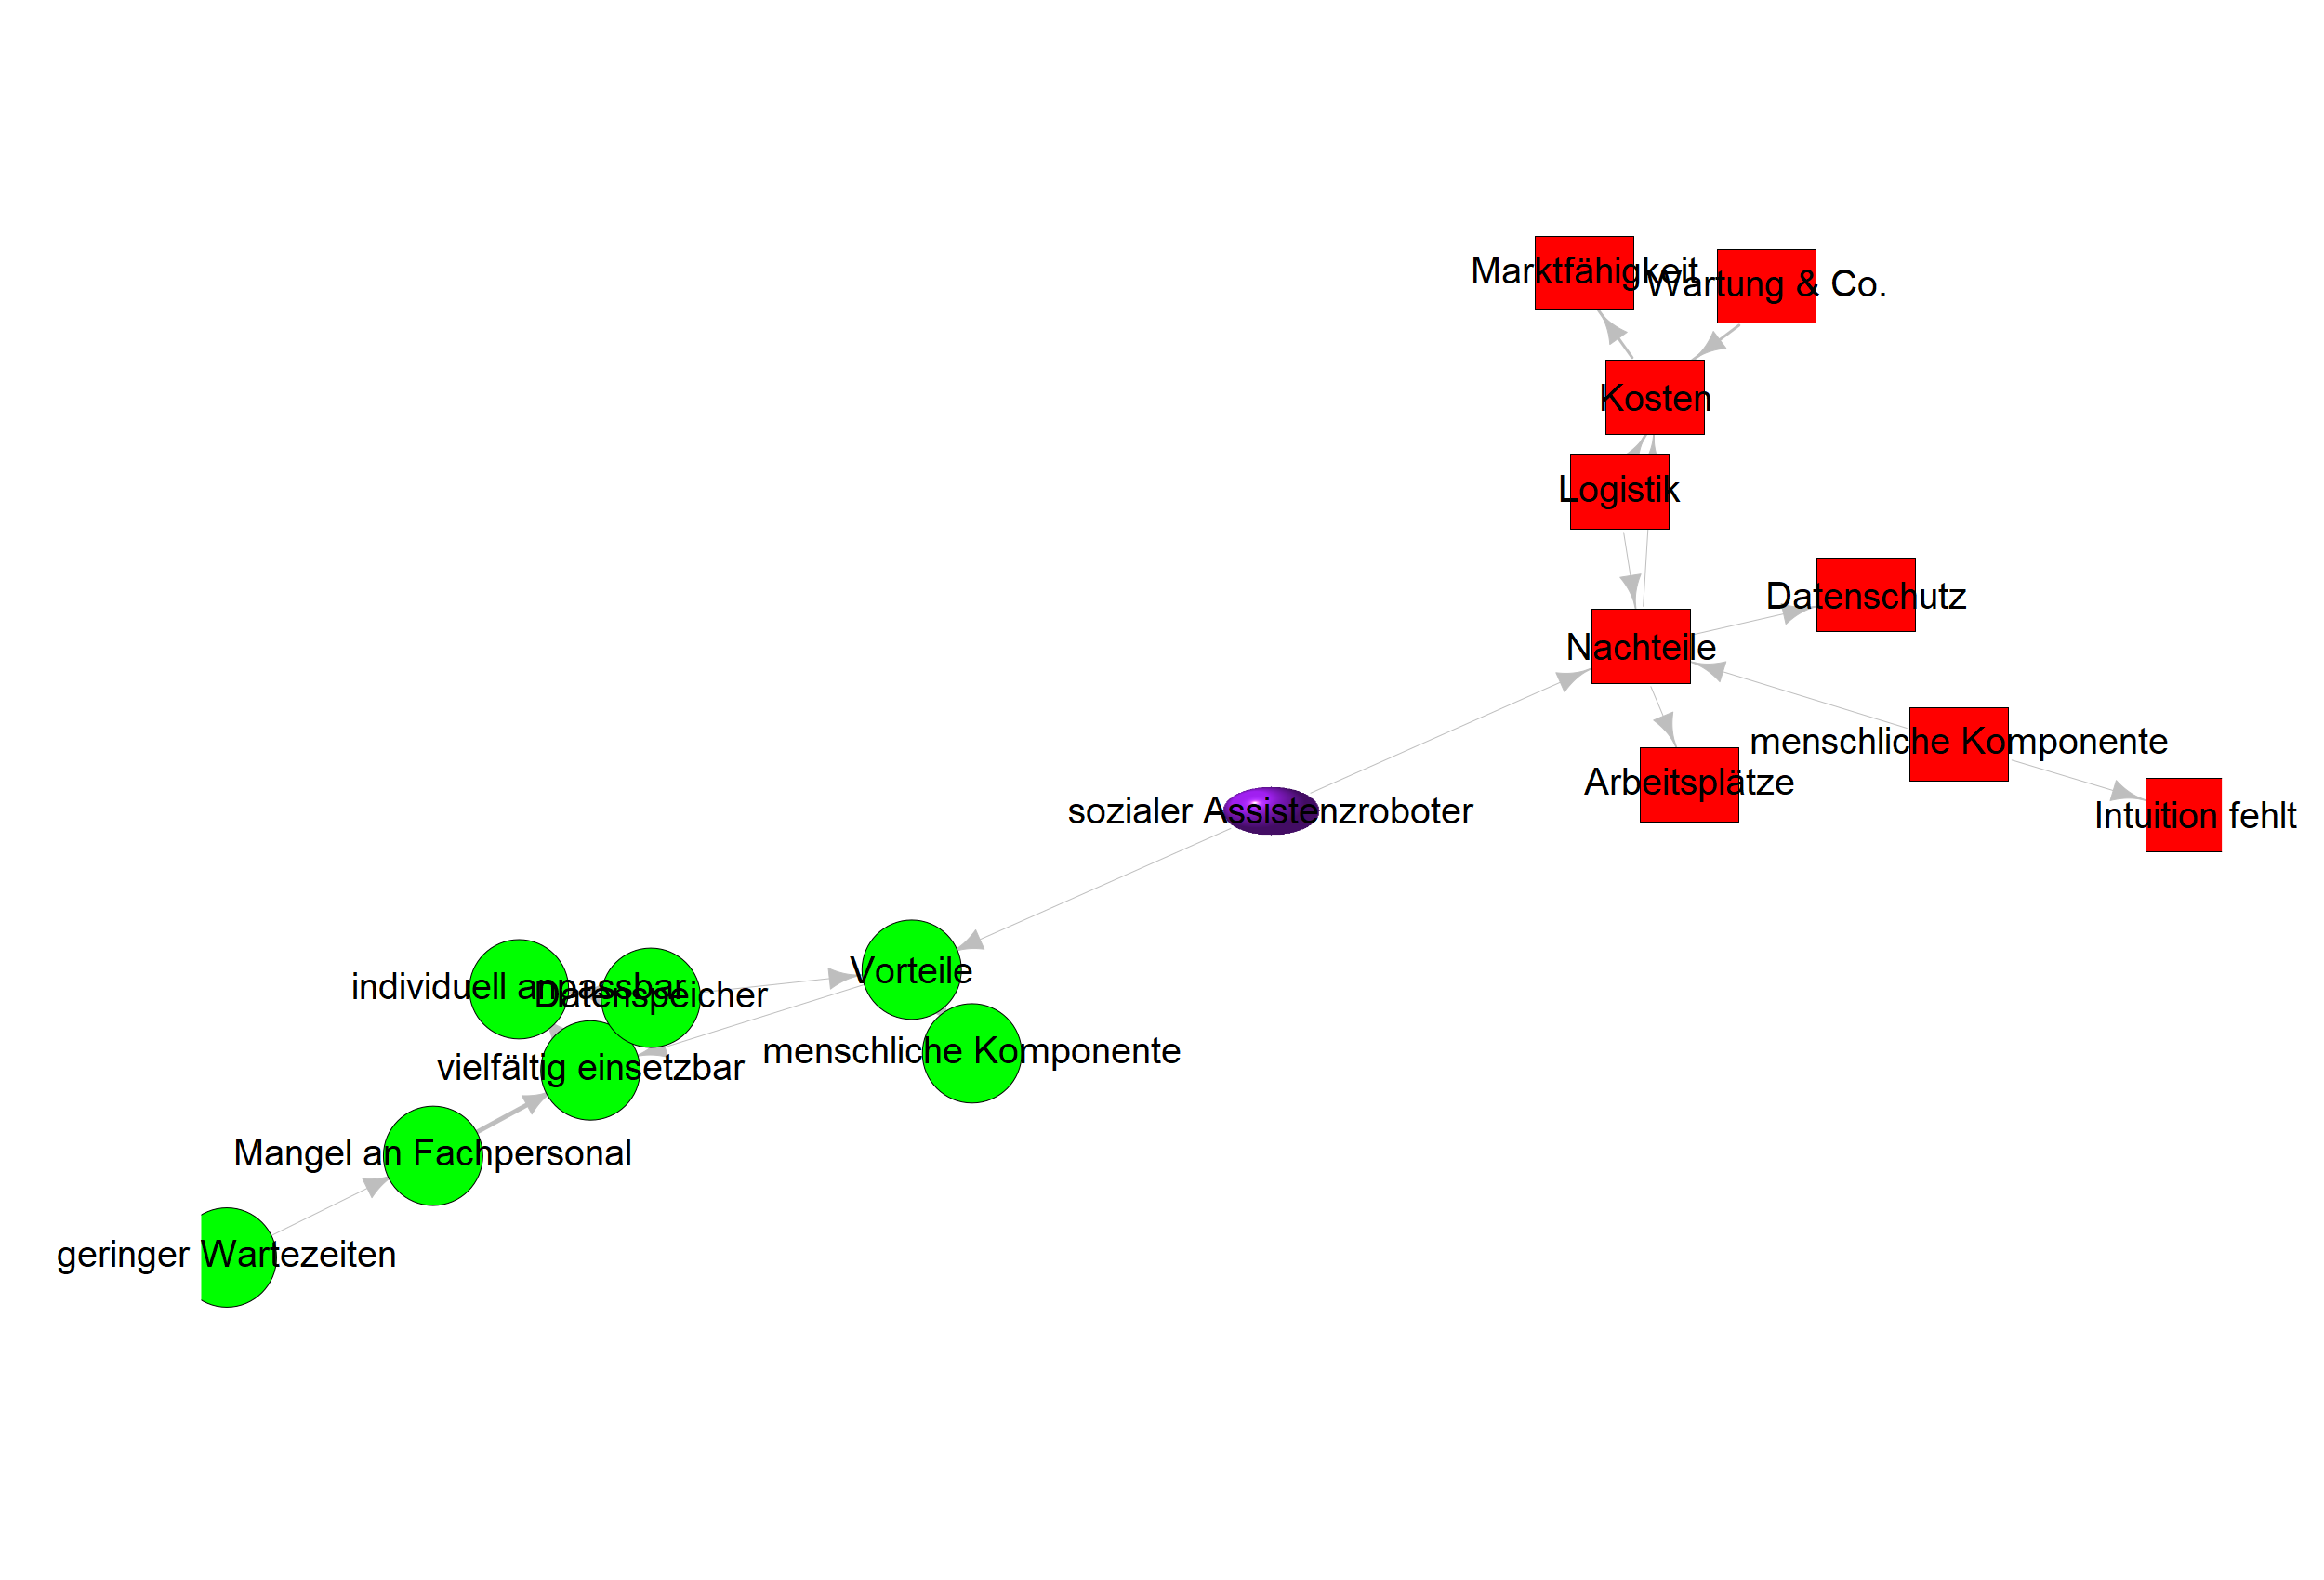 Marktfähigkeit
Wartung & Co.
Kosten
Logistik
Datenschutz
Nachteile
menschliche Komponente
Arbeitsplätze
Intuition fehlt
sozialer Assistenzroboter
Vorteile
individuell anpassbar
Datenspeicher
menschliche Komponente
vielfältig einsetzbar
Mangel an Fachpersonal
geringer Wartezeiten